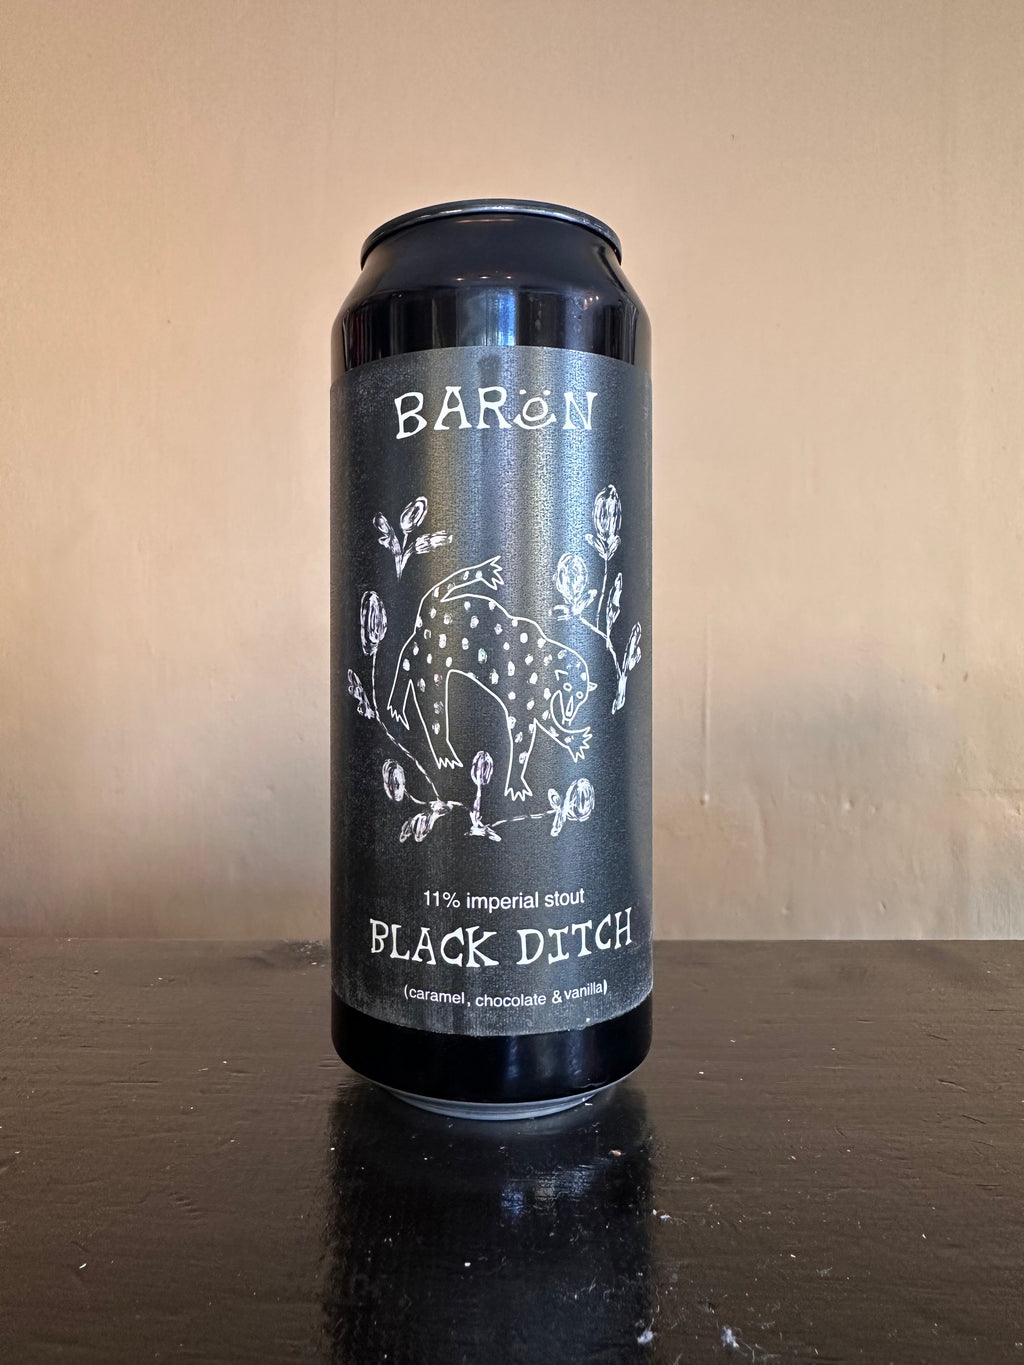 BARÖN
11% imperial stout
BLACK DITCH
(caramel, chocolate & vanilla)